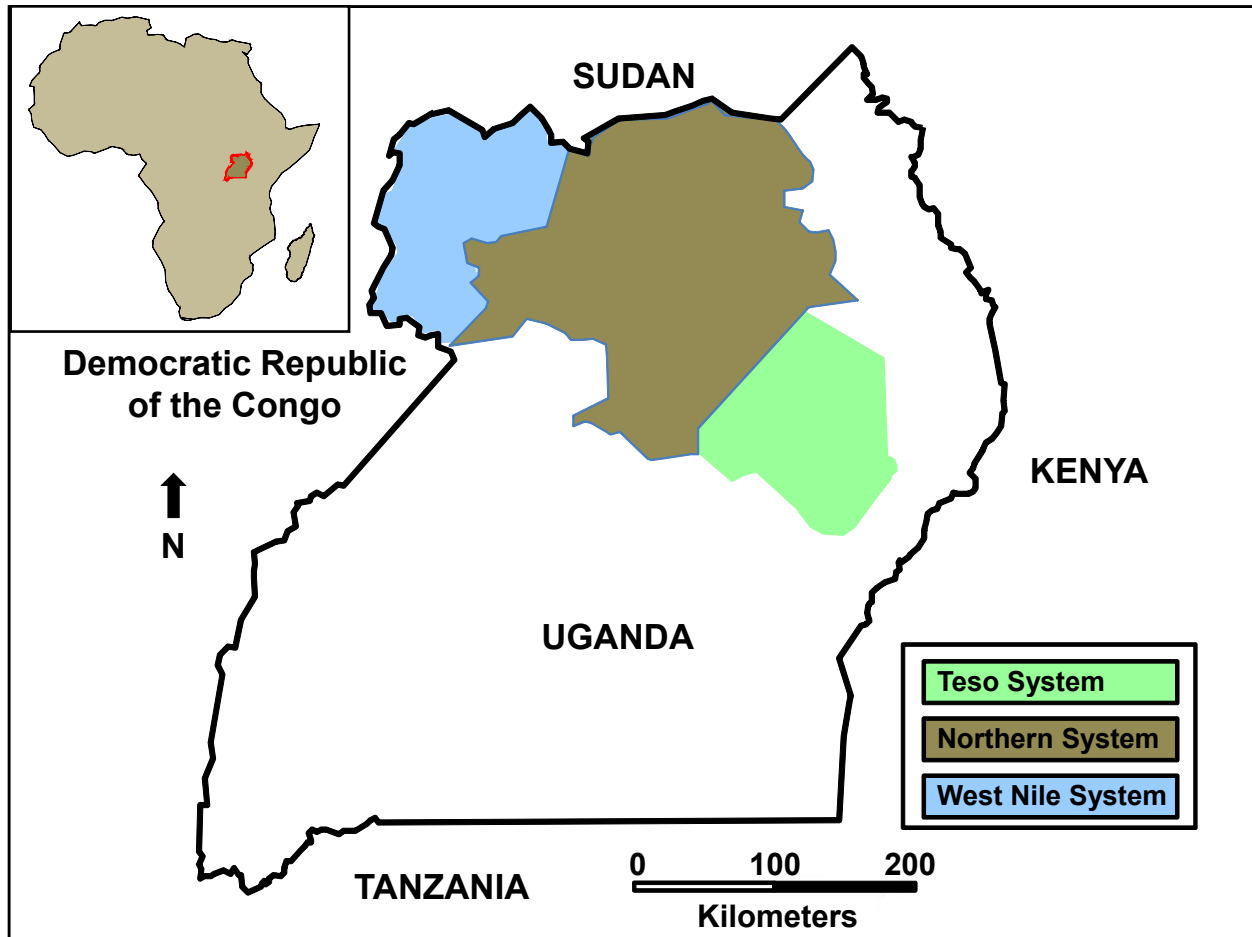 SUDAN
Democratic Republic
of the Congo
N
KENYA
UGANDA
Teso System
Northern System
West Nile System
TANZANIA
0 100 200
Kilometers